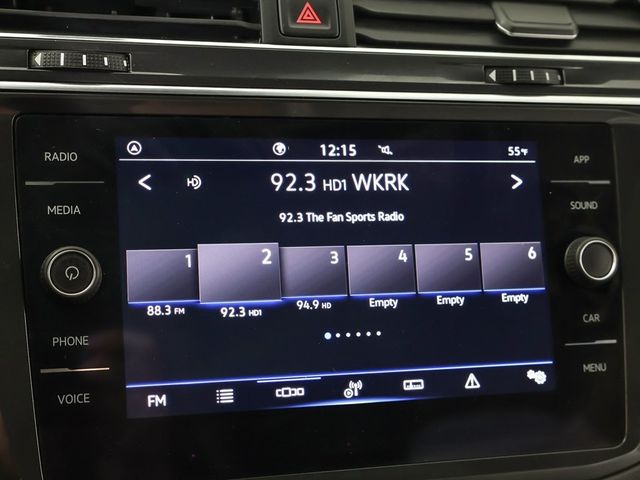 12:15
55°F
92.3 HD1 WKRK
92.3 The Fan Sports Radio
1
2
3
4
5
6
88.3 FM
92.3 HD1
94.9 HD
Empty
Empty
Empty
FM
RADIO
MEDIA
PHONE
VOICE
APP
SOUND
CAR
MENU